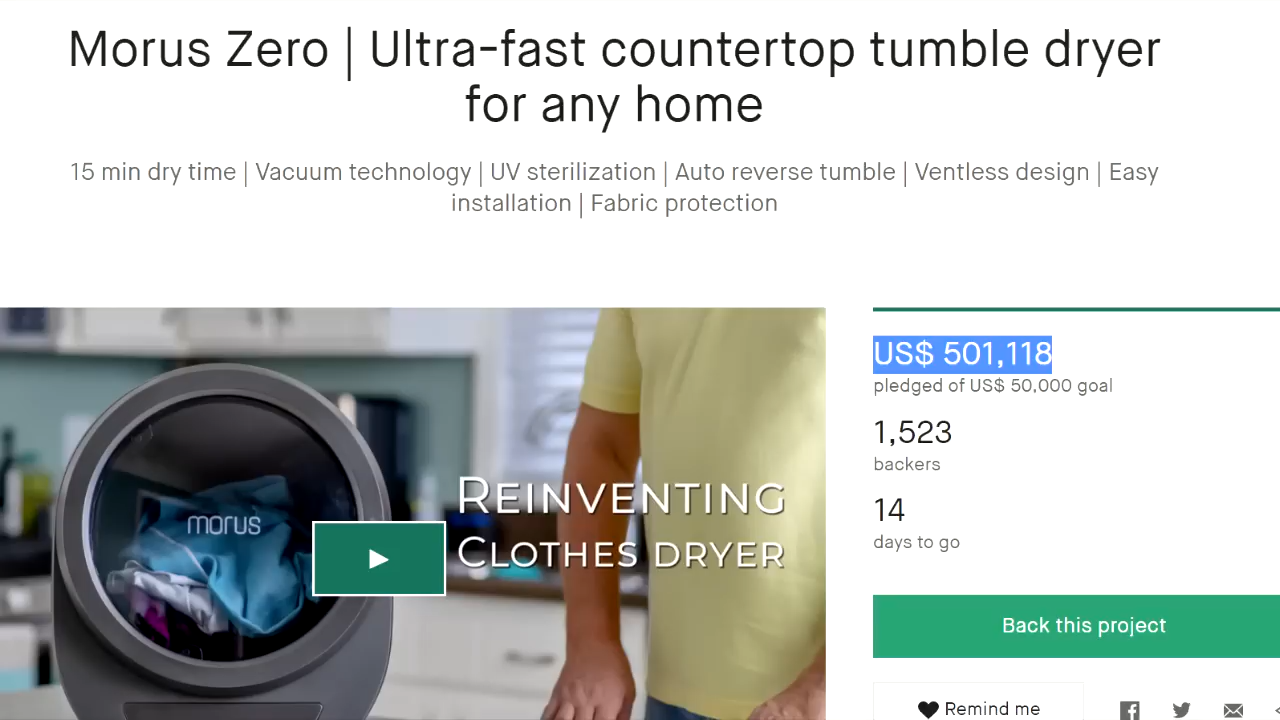 Morus Zero | Ultra-fast countertop tumble dryer
for any home
15 min dry time | Vacuum technology | UV sterilization | Auto reverse tumble | Ventless design | Easy
installation | Fabric protection
US$ 501,118
pledged of US$ 50,000 goal
1,523
backers
14
days to go
morus
REINVENTING
CLOTHES DRYER
Back this project
Remind me